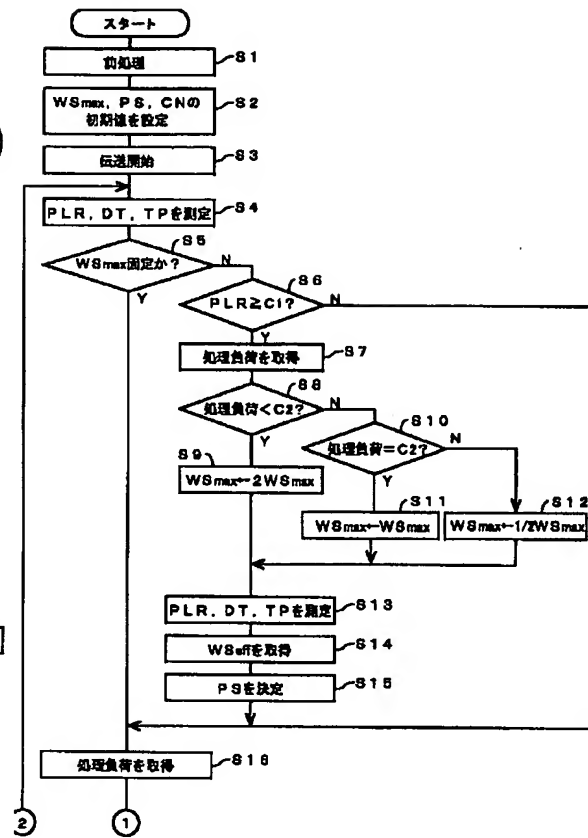 スタート
前処理
S1
WSmax, PS, CNの
初期値を設定
S2
伝送開始
S3
PLR, DT, TPを測定
S4
WSmax固定か?
S5
N
Y
PLR≧C1?
S6
N
Y
処理負荷を取得
S7
処理負荷<C2?
S8
N
Y
WSmax←2WSmax
S9
処理負荷=C2?
S10
N
Y
WSmax←WSmax
S11
WSmax←1/2WSmax
S12
PLR, DT, TPを測定
S13
WSeffを取得
S14
PSを決定
S15
処理負荷を取得
S16
2
1